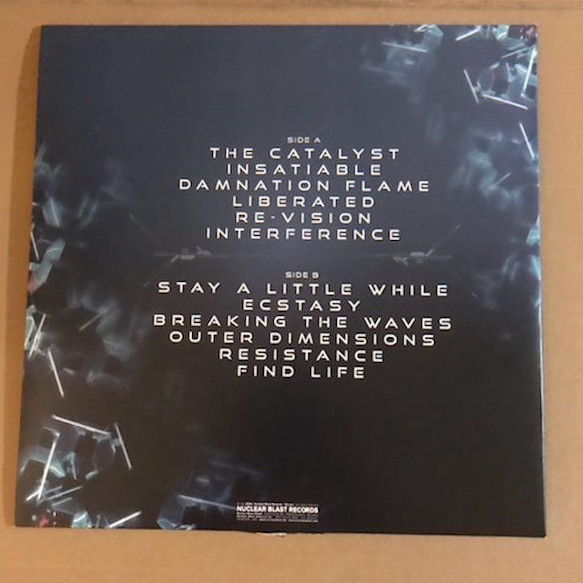 SIDE A
THE CATALYST
INSATIABLE
DAMNATION FLAME
LIBERATED
RE-VISION
INTERFERENCE
SIDE B
STAY A LITTLE WHILE
ECSTASY
BREAKING THE WAVES
OUTER DIMENSIONS
RESISTANCE
FIND LIFE
NUCLEAR BLAST RECORDS